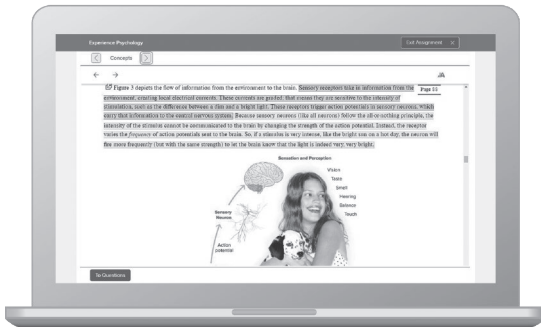 Experience Psychology
Exit Assignment X
< Concepts >
← → AA
Figure 3 depicts the flow of information from the environment to the brain. Sensory receptors take in information from the
Page 93
environment, creating local electrical currents. These currents are graded; that means they are sensitive to the intensity of
stimulation, such as the difference between a dim and a bright light. These receptors trigger action potentials in sensory neurons, which
carry that information to the central nervous system. Because sensory neurons (like all neurons) follow the all-or-nothing principle, the
intensity of the stimulus cannot be communicated to the brain by changing the strength of the action potential. Instead, the receptor
varies the frequency of action potentials sent to the brain. So, if a stimulus is very intense, like the bright sun on a hot day, the neuron will
fire more frequently (but with the same strength) to let the brain know that the light is indeed very, very bright.
Sensation and Perception
Vision
Taste
Smell
Hearing
Balance
Touch
Sensory
Neurons
Action
potential
To Questions